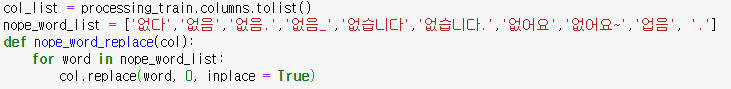 col_list = processing_train.columns.tolist()
nope_word_list = ['없다','없음','없음.','없음_','없습니다','없습니다.','없어요','없어요~','업음', '.']
def nope_word_replace(col):
    for word in nope_word_list:
        col.replace(word, 0, inplace = True)